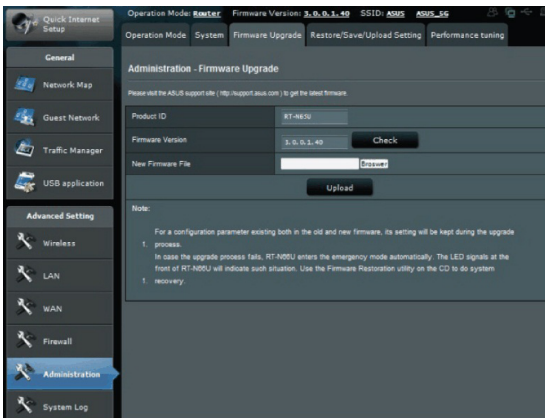 Quick Internet
Setup
Operation Mode: Router Firmware Version: 3.0.0.1.40 SSID: ASUS ASUS_5G
Operation Mode System Firmware Upgrade Restore/Save/Upload Setting Performance tuning
General
Network Map
Guest Network
Traffic Manager
USB application
Advanced Setting
Wireless
LAN
WAN
Firewall
Administration
System Log
Administration - Firmware Upgrade
Please visit the ASUS support site ( http://support.asus.com ) to get the latest firmware.
Product ID RT-N65U
Firmware Version 3.0.0.1.40 Check
New Firmware File Broswer
Upload
Note:
For a configuration parameter existing both in the old and new firmware, its setting will be kept during the upgrade
1. process.
In case the upgrade process fails, RT-N66U enters the emergency mode automatically. The LED signals at the
front of RT-N66U will indicate such situation. Use the Firmware Restoration utility on the CD to do system
1. recovery.